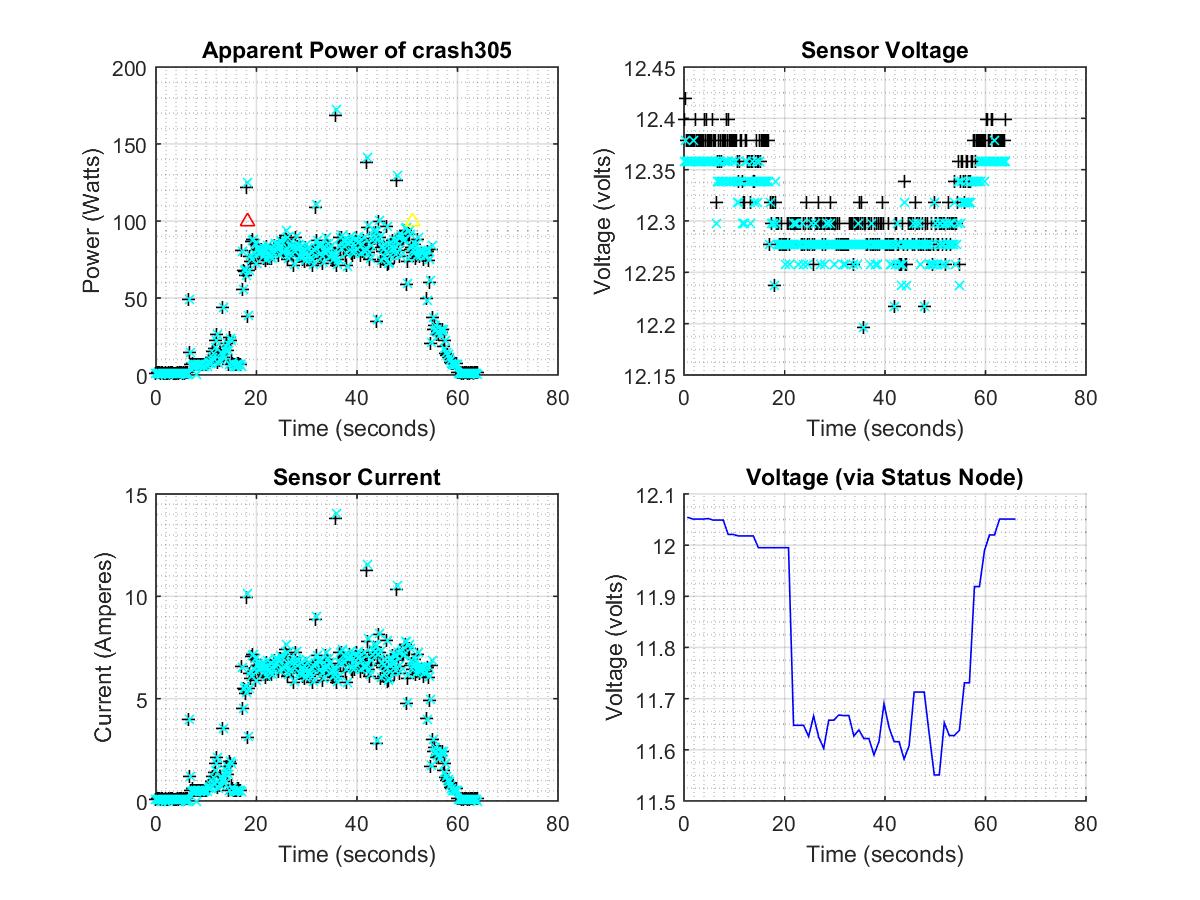 Apparent Power of crash305
200
150
100
50
0
Power (Watts)
0 20 40 60 80
Time (seconds)
Sensor Voltage
12.45
12.4
12.35
12.3
12.25
12.2
12.15
Voltage (volts)
0 20 40 60 80
Time (seconds)
Sensor Current
15
10
5
0
Current (Amperes)
0 20 40 60 80
Time (seconds)
Voltage (via Status Node)
12.1
12
11.9
11.8
11.7
11.6
11.5
Voltage (volts)
0 20 40 60 80
Time (seconds)